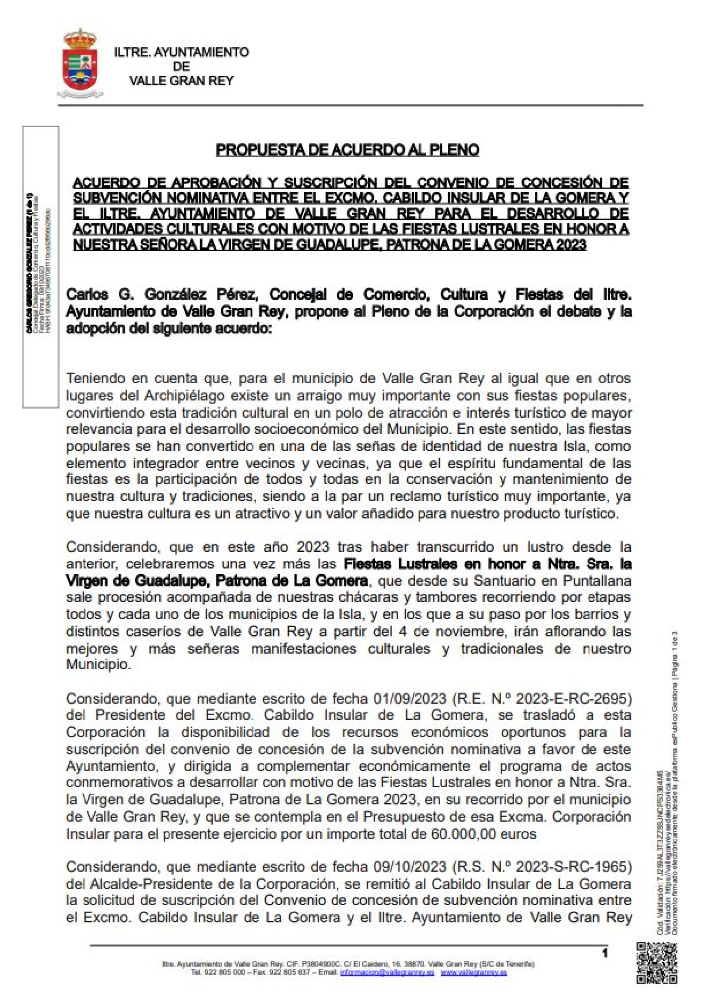 ILTRE. AYUNTAMIENTO
DE
VALLE GRAN REY
PROPUESTA DE ACUERDO AL PLENO
ACUERDO DE APROBACIÓN Y SUSCRIPCIÓN DEL CONVENIO DE CONCESIÓN DE
SUBVENCIÓN NOMINATIVA ENTRE EL EXCMO. CABILDO INSULAR DE LA GOMERA Y
EL ILTRE. AYUNTAMIENTO DE VALLE GRAN REY PARA EL DESARROLLO DE
ACTIVIDADES CULTURALES CON MOTIVO DE LAS FIESTAS LUSTRALES EN HONOR A
NUESTRA SEÑORA LA VIRGEN DE GUADALUPE, PATRONA DE LA GOMERA 2023
CARLOS GREGORIO GONZALEZ PEREZ (1 de 1)
Concejal Delegado de Comercio, Cultura y Fiestas
Fecha Firma: 09/10/2023
HASH:
Carlos G. González Pérez, Concejal de Comercio, Cultura y Fiestas del Iltre.
Ayuntamiento de Valle Gran Rey, propone al Pleno de la Corporación el debate y la
adopción del siguiente acuerdo:
Teniendo en cuenta que, para el municipio de Valle Gran Rey al igual que en otros
lugares del Archipiélago existe un arraigo muy importante con sus fiestas populares,
convirtiendo esta tradición cultural en un polo de atracción e interés turístico de mayor
relevancia para el desarrollo socioeconómico del Municipio. En este sentido, las fiestas
populares se han convertido en una de las señas de identidad de nuestra Isla, como
elemento integrador entre vecinos y vecinas, ya que el espíritu fundamental de las
fiestas es la participación de todos y todas en la conservación y mantenimiento de
nuestra cultura y tradiciones, siendo a la par un reclamo turístico muy importante, ya
que nuestra cultura es un atractivo y un valor añadido para nuestro producto turístico.
Considerando, que en este año 2023 tras haber transcurrido un lustro desde la
anterior, celebraremos una vez más las Fiestas Lustrales en honor a Ntra. Sra. la
Virgen de Guadalupe, Patrona de La Gomera, que desde su Santuario en Puntallana
sale procesión acompañada de nuestras chácaras y tambores recorriendo por etapas
todos y cada uno de los municipios de la Isla, y en los que a su paso por los barrios y
distintos caseríos de Valle Gran Rey a partir del 4 de noviembre, irán aflorando las
mejores y más señeras manifestaciones culturales y tradicionales de nuestro
Municipio.
Considerando, que mediante escrito de fecha 01/09/2023 (R.E. N.º 2023-E-RC-2695)
del Presidente del Excmo. Cabildo Insular de La Gomera, se trasladó a esta
Corporación la disponibilidad de los recursos económicos oportunos para la
suscripción del convenio de concesión de la subvención nominativa a favor de este
Ayuntamiento, y dirigida a complementar económicamente el programa de actos
conmemorativos a desarrollar con motivo de las Fiestas Lustrales en honor a Ntra. Sra.
la Virgen de Guadalupe, Patrona de La Gomera 2023, en su recorrido por el municipio
de Valle Gran Rey, y que se contempla en el Presupuesto de esa Excma. Corporación
Insular para el presente ejercicio por un importe total de 60.000,00 euros
Considerando, que mediante escrito de fecha 09/10/2023 (R.S. N.º 2023-S-RC-1965)
del Alcalde-Presidente de la Corporación, se remitió al Cabildo Insular de La Gomera
la solicitud de suscripción del Convenio de concesión de subvención nominativa entre
el Excmo. Cabildo Insular de La Gomera y el Iltre. Ayuntamiento de Valle Gran Rey
Cód. Validación:
Verificación: https://vallegranrey.sedelectronica.es/
Documento firmado electrónicamente desde la plataforma esPublico Gestiona | Página 1 de 3
1
Iltre. Ayuntamiento de Valle Gran Rey. CIF. P3804900C. C/ El Caidero, 16. 38870. Valle Gran Rey (S/C de Tenerife)
Tel. 922 805 000 – Fax. 922 805 637 – Email. informacion@vallegranrey.es www.vallegranrey.es